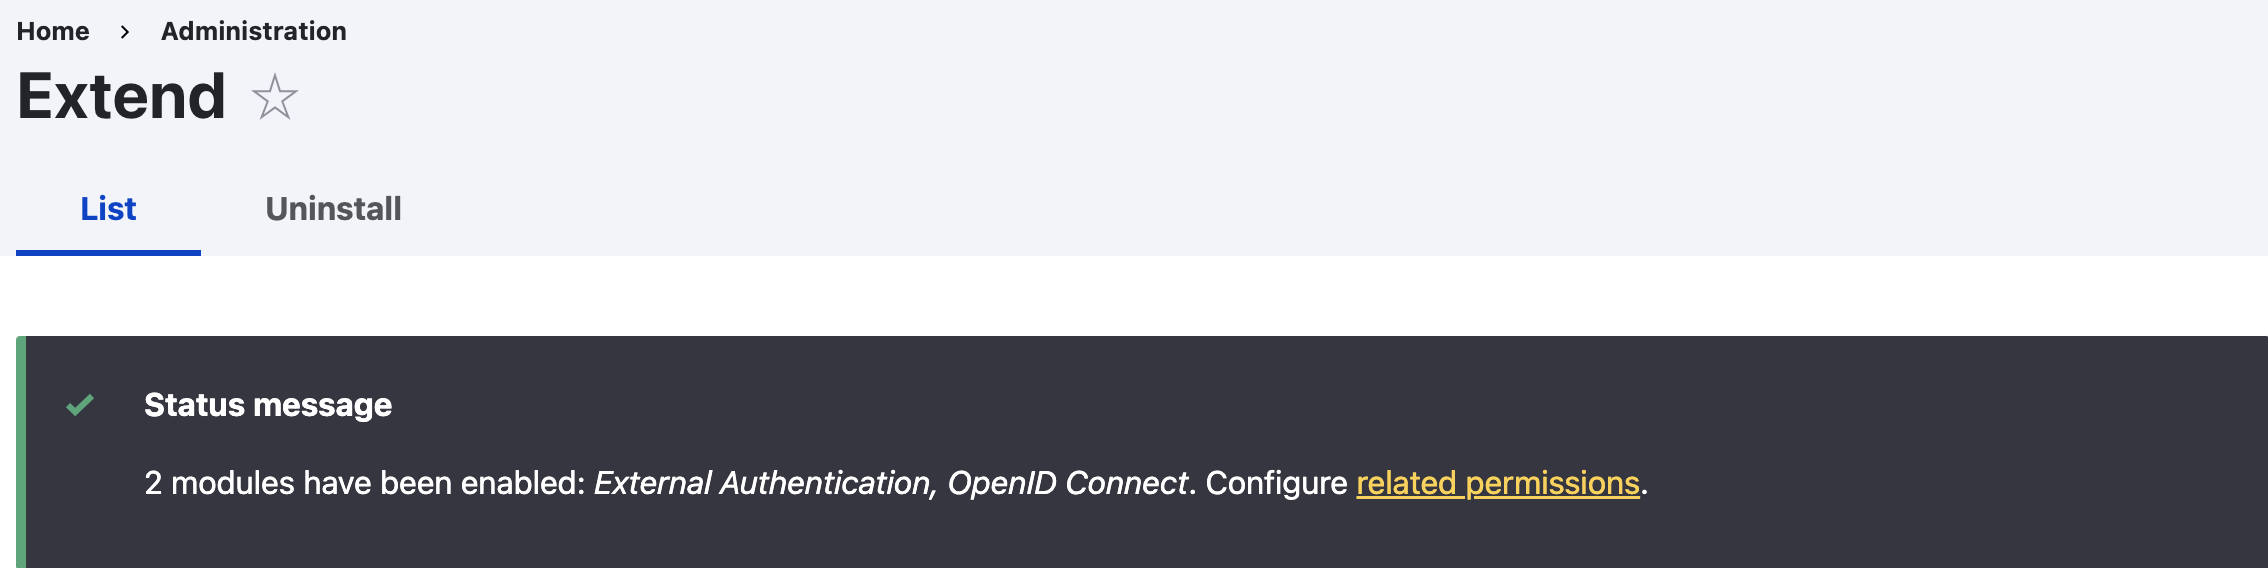 Home > Administration
Extend
List Uninstall
Status message
2 modules have been enabled: External Authentication, OpenID Connect. Configure related permissions.